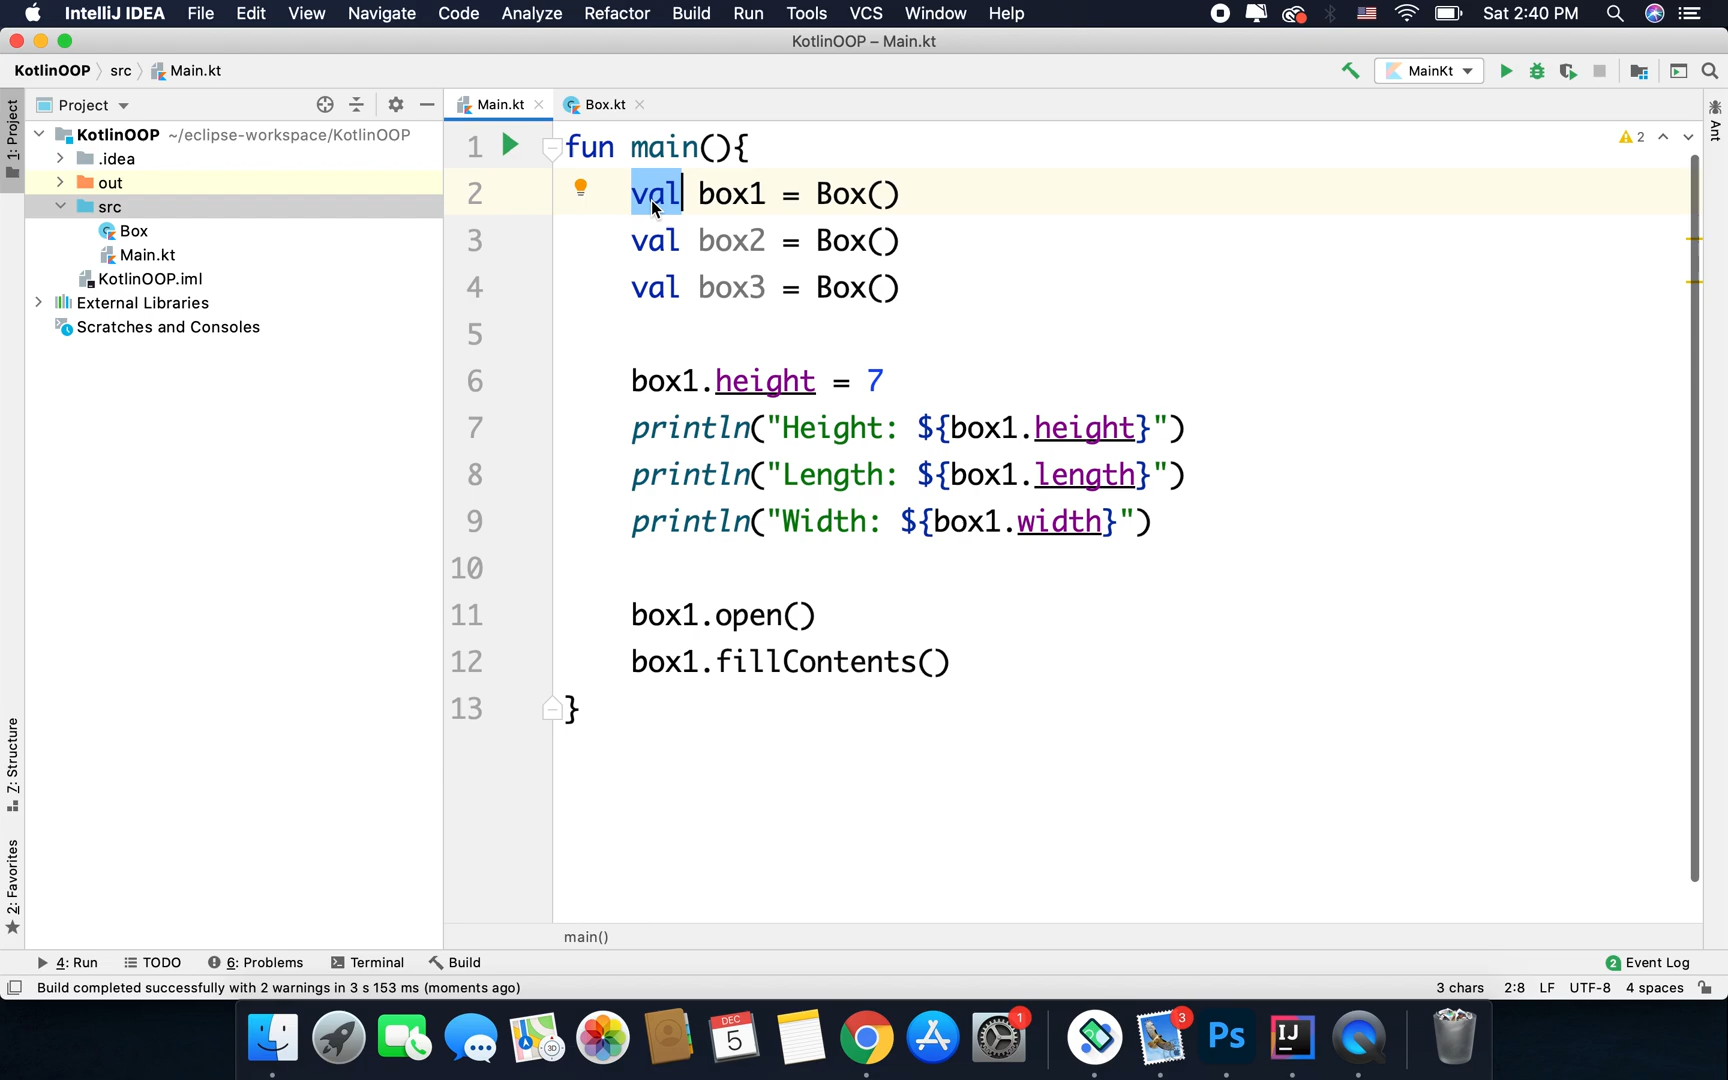 IntelliJ IDEA File Edit View Navigate Code Analyze Refactor Build Run Tools VCS Window Help Sat 2:40 PM
KotlinOOP – Main.kt
KotlinOOP src Main.kt MainKt
1: Project
Project
Main.kt Box.kt
Ant
KotlinOOP ~/eclipse-workspace/KotlinOOP
.idea
out
src
Box
Main.kt
KotlinOOP.iml
External Libraries
Scratches and Consoles
2
1 fun main(){
2 val box1 = Box()
3 val box2 = Box()
4 val box3 = Box()
5
6 box1.height = 7
7 println("Height: ${box1.height}")
8 println("Length: ${box1.length}")
9 println("Width: ${box1.width}")
10
11 box1.open()
12 box1.fillContents()
13 }
Z: Structure
2: Favorites
main()
4: Run TODO 6: Problems Terminal Build 2 Event Log
Build completed successfully with 2 warnings in 3 s 153 ms (moments ago) 3 chars 2:8 LF UTF-8 4 spaces
DEC
5
3D
1
3
Ps
IJ